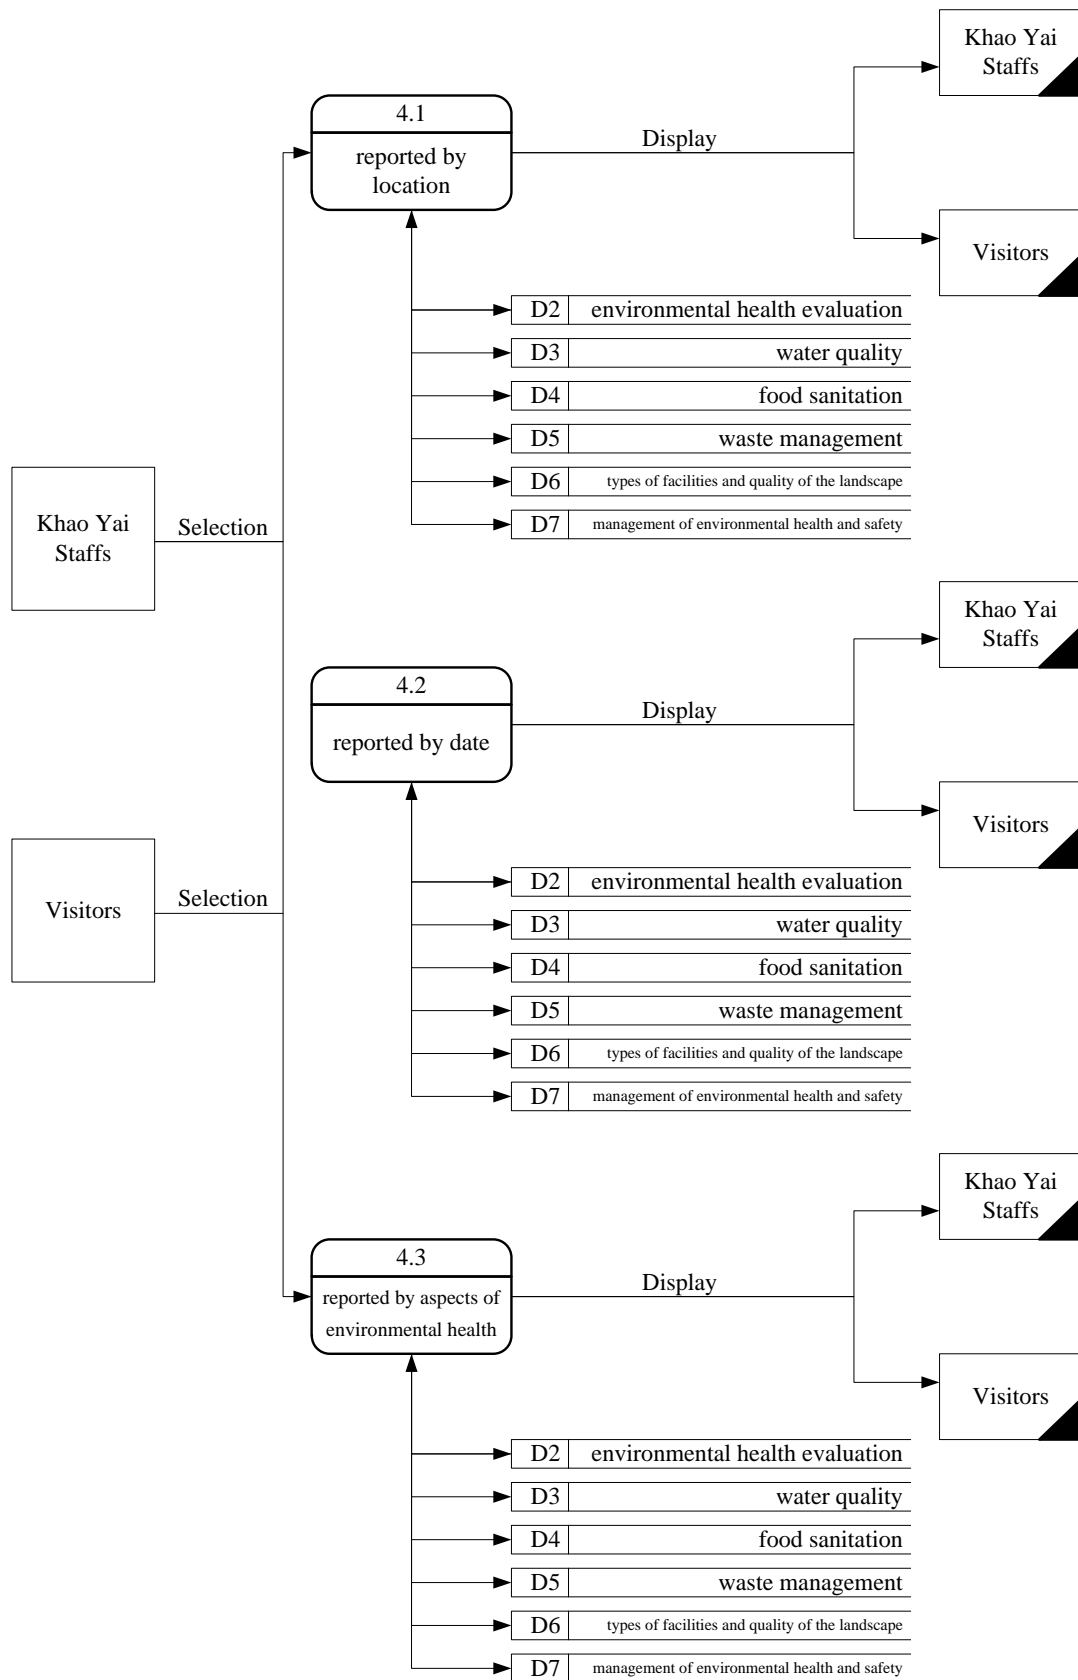 Khao Yai
Staffs
4.1
reported by
location
Display
Visitors
D2 environmental health evaluation
D3 water quality
D4 food sanitation
D5 waste management
D6 types of facilities and quality of the landscape
D7 management of environmental health and safety
Khao Yai
Staffs
Selection
Khao Yai
Staffs
4.2
reported by date
Display
Visitors
Visitors
Selection
D2 environmental health evaluation
D3 water quality
D4 food sanitation
D5 waste management
D6 types of facilities and quality of the landscape
D7 management of environmental health and safety
Khao Yai
Staffs
4.3
reported by aspects of
environmental health
Display
Visitors
D2 environmental health evaluation
D3 water quality
D4 food sanitation
D5 waste management
D6 types of facilities and quality of the landscape
D7 management of environmental health and safety